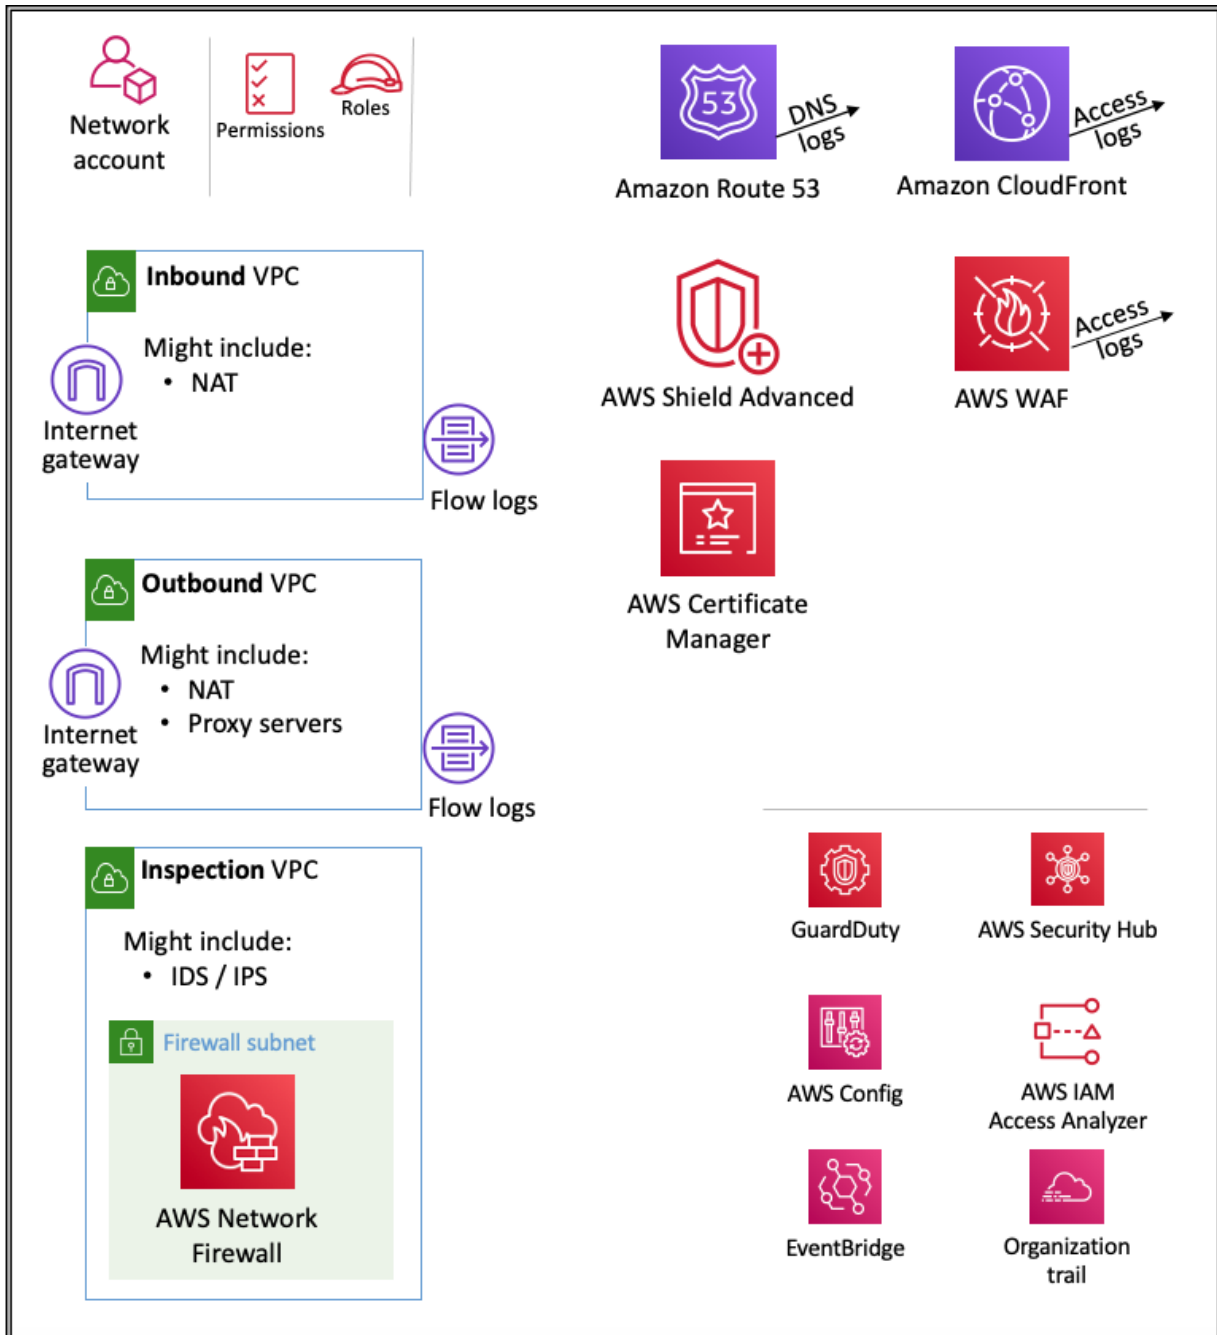 Network
account
Permissions
Roles
53
DNS
logs
Amazon Route 53
Access
logs
Amazon CloudFront
Inbound VPC
Might include:
• NAT
Internet
gateway
Flow logs
AWS Shield Advanced
Access
logs
AWS WAF
AWS Certificate
Manager
Outbound VPC
Might include:
• NAT
• Proxy servers
Internet
gateway
Flow logs
Inspection VPC
Might include:
• IDS / IPS
Firewall subnet
AWS Network
Firewall
GuardDuty
AWS Security Hub
AWS Config
AWS IAM
Access Analyzer
EventBridge
Organization
trail